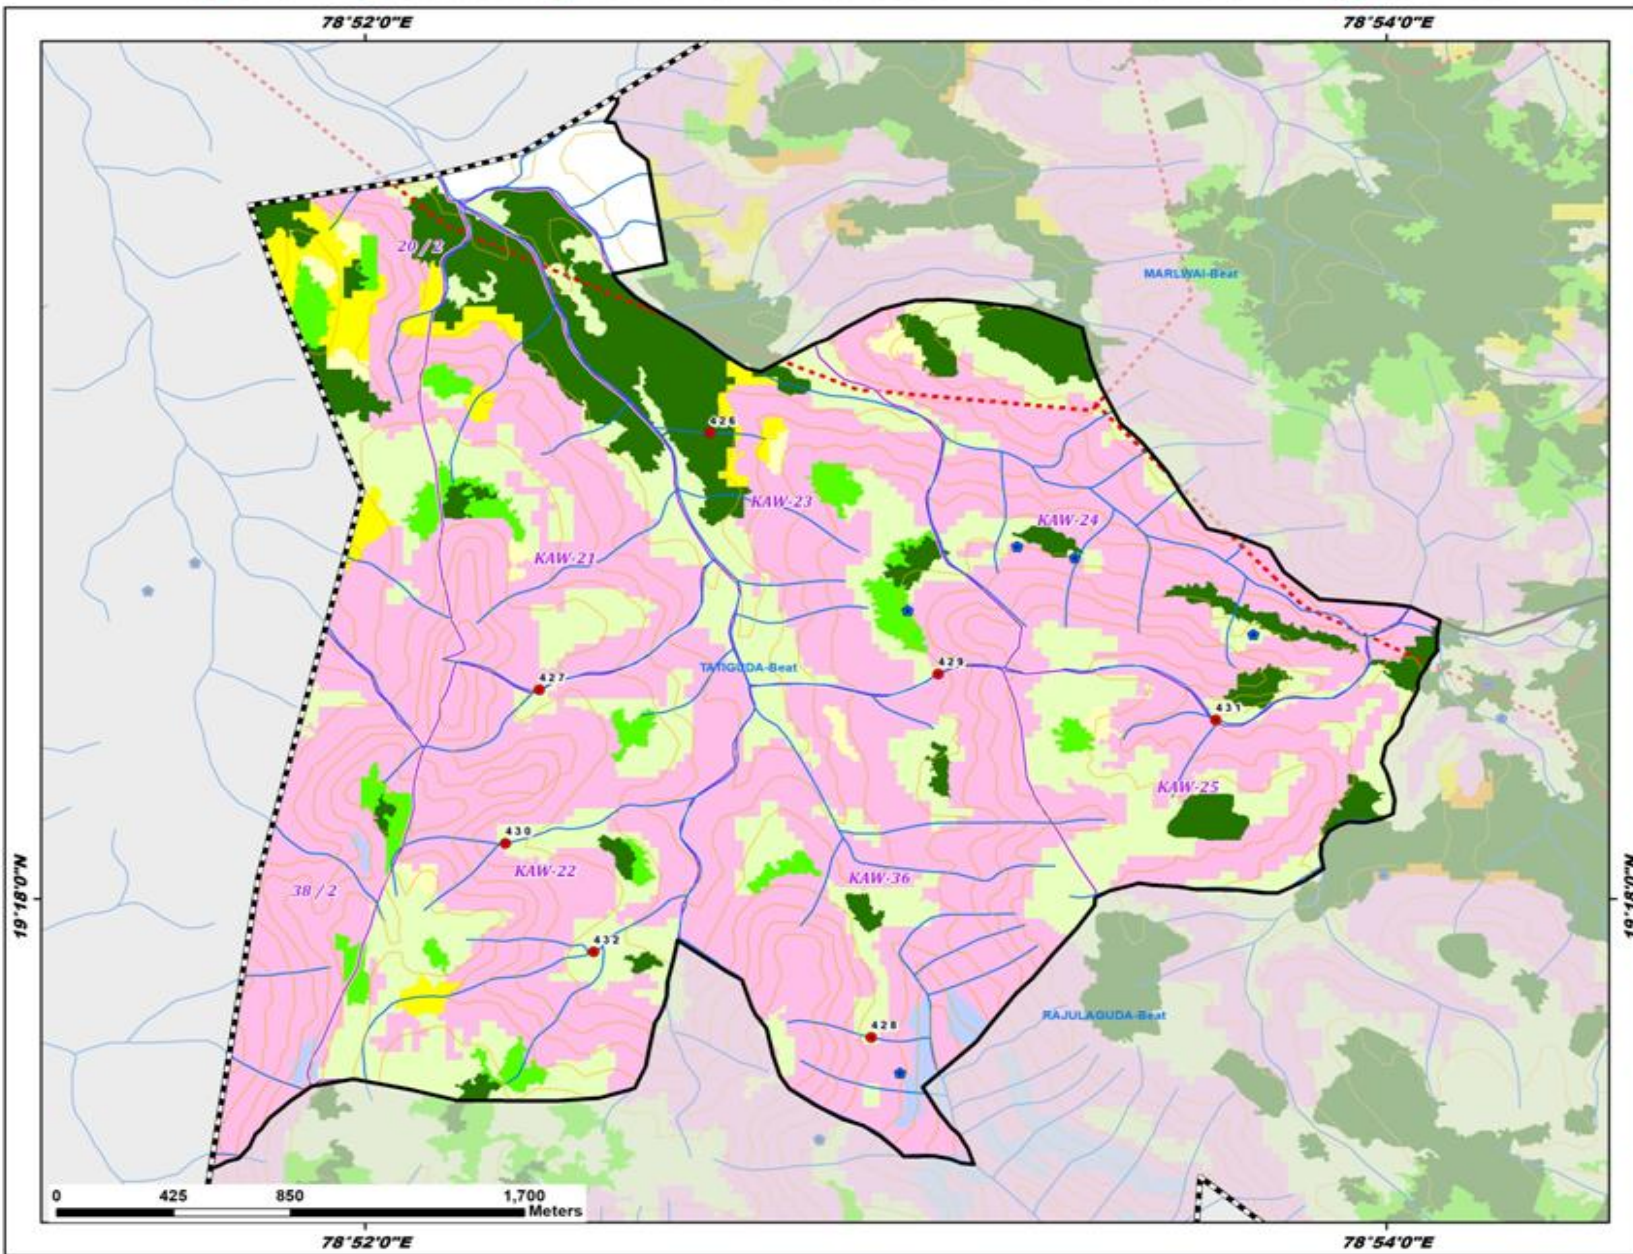 78°52'0"E
78°54'0"E
20 / 2
MARLWAI-Beat
426
KAW-23
KAW-24
KAW-21
TATIGUDA-Beat
429
427
431
KAW-25
430
KAW-22
KAW-36
38 / 2
19°18'0"N
19°18'0"N
432
RAJULAGUDA-Beat
428
0 425 850 1,700
Meters
78°52'0"E
78°54'0"E